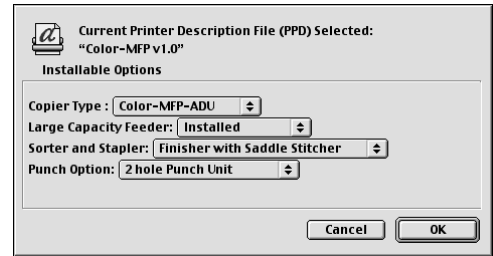 Current Printer Description File (PPD) Selected:
“Color-MFP v1.0”
Installable Options
Copier Type : Color-MFP-ADU
Large Capacity Feeder: Installed
Sorter and Stapler: Finisher with Saddle Stitcher
Punch Option: 2 hole Punch Unit
Cancel OK